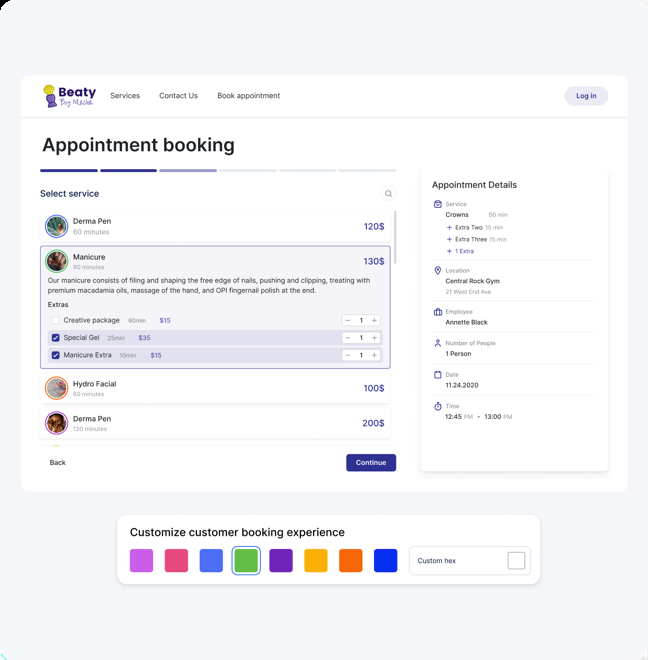 Beaty
By Masha
Services
Contact Us
Book appointment
Log in
Appointment booking
Select service
Derma Pen
60 minutes
120$
Manicure
60 minutes
130$
Our manicure consists of filing and shaping the free edge of nails, pushing and clipping, treating with
premium macadamia oils, massage of the hand, and OPI fingernail polish at the end.
Extras
Creative package 60min $15 − 1 +
Special Gel 25min $35 − 1 +
Manicure Extra 10min $15 − 1 +
Hydro Facial
60 minutes
100$
Derma Pen
120 minutes
200$
Back
Continue
Appointment Details
Service
Crowns 60 min
+ Extra Two 15 min
+ Extra Three 15 min
+ 1 Extra
Location
Central Rock Gym
21 West End Ave
Employee
Annette Black
Number of People
1 Person
Date
11.24.2020
Time
12:45 PM - 13:00 PM
Customize customer booking experience
Custom hex